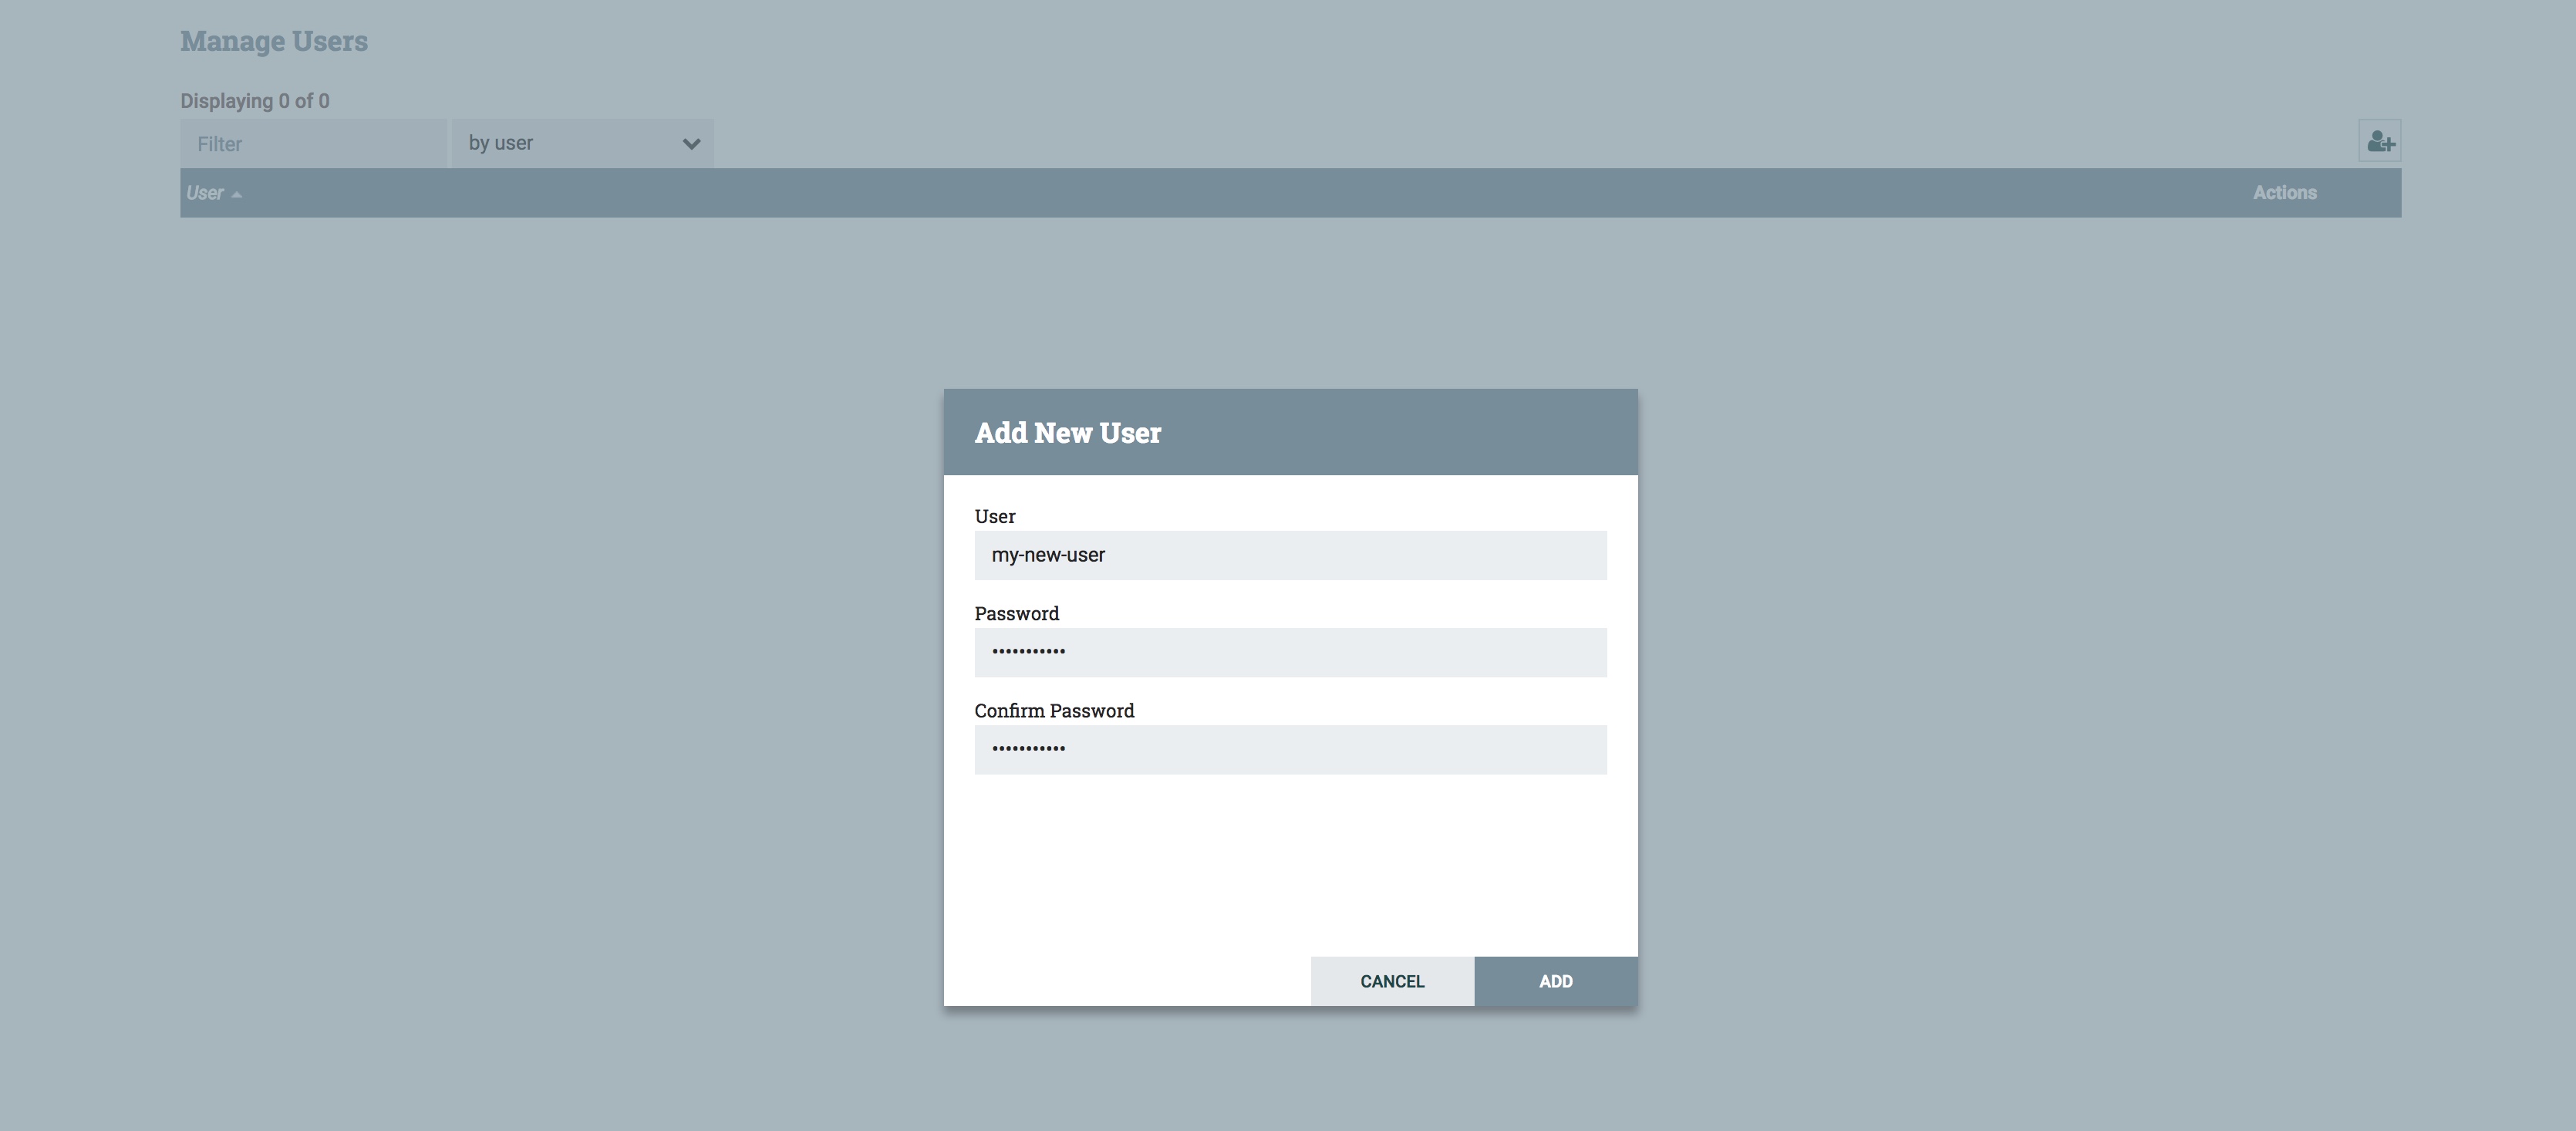 Manage Users
Displaying 0 of 0
Filter
by user
User
Actions
Add New User
User
my-new-user
Password
•••••••••••
Confirm Password
•••••••••••
CANCEL
ADD